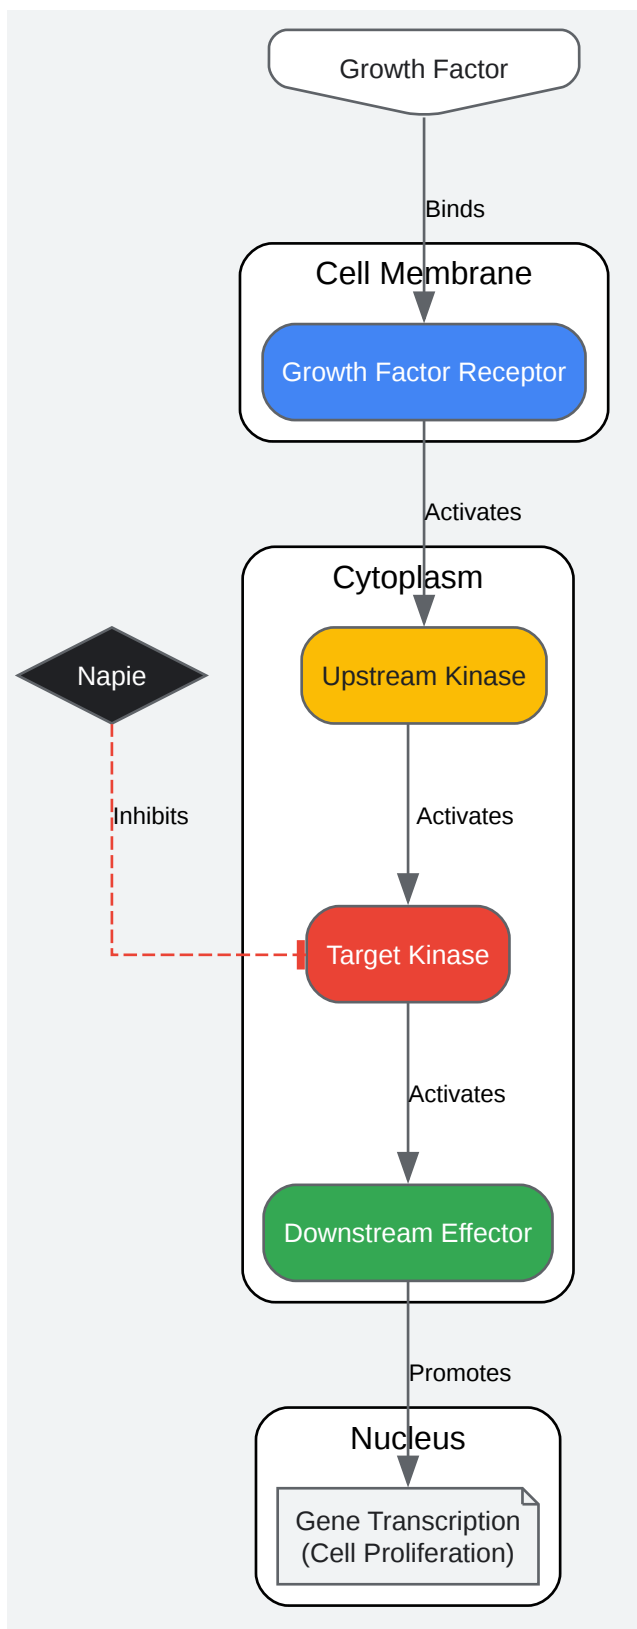 Growth Factor
Binds
Cell Membrane
Growth Factor Receptor
Activates
Cytoplasm
Napie
Upstream Kinase
Inhibits
Activates
Target Kinase
Activates
Downstream Effector
Promotes
Nucleus
Gene Transcription
(Cell Proliferation)